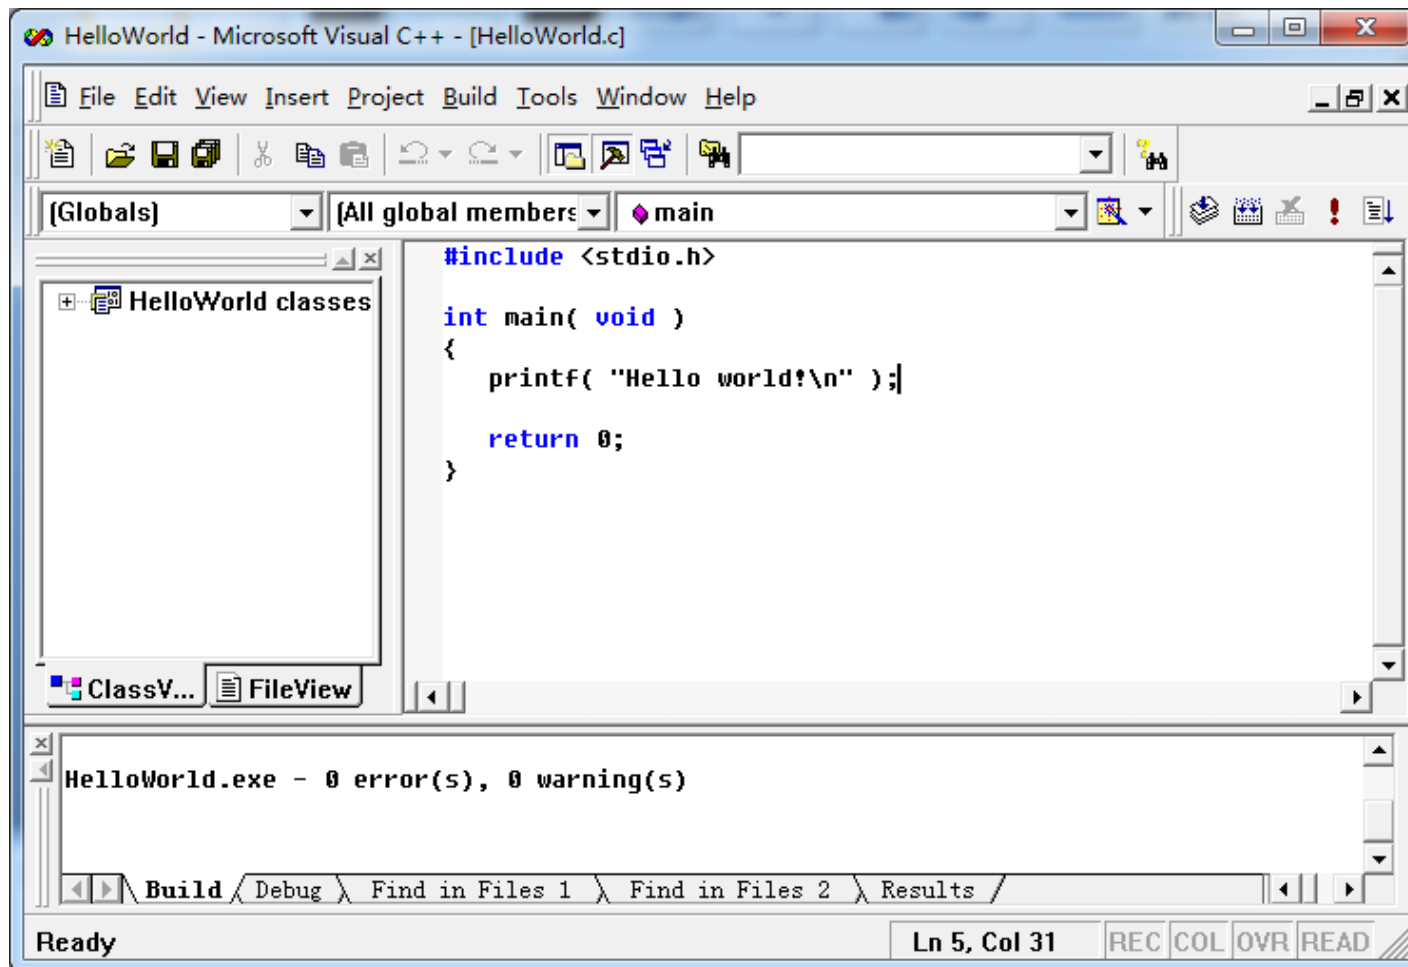 HelloWorld - Microsoft Visual C++ - [HelloWorld.c]
File Edit View Insert Project Build Tools Window Help
(Globals) (All global members main
HelloWorld classes
#include <stdio.h>
int main( void )
{
printf( "Hello world!\n" );
return 0;
}
ClassV... FileView
HelloWorld.exe - 0 error(s), 0 warning(s)
Build Debug Find in Files 1 Find in Files 2 Results
Ready Ln 5, Col 31 REC COL OVR READ